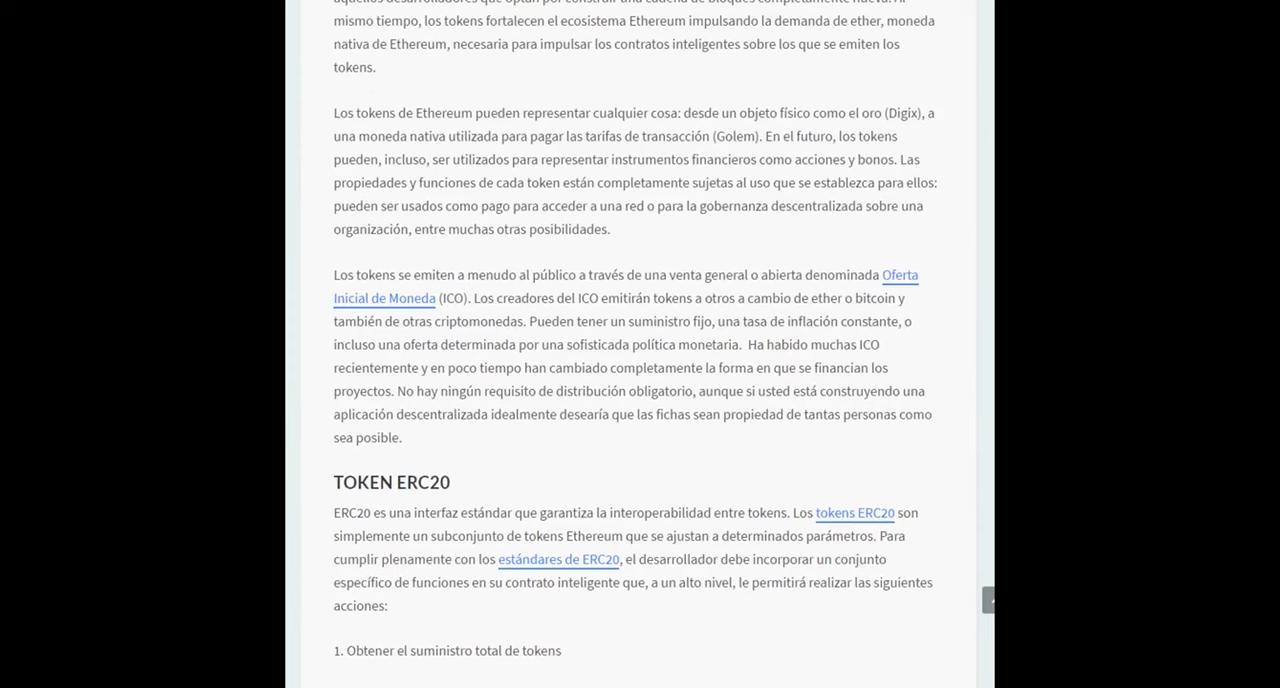 aquellos desarrolladores que optan por construir una cadena de bloques completamente nueva. Al
mismo tiempo, los tokens fortalecen el ecosistema Ethereum impulsando la demanda de ether, moneda
nativa de Ethereum, necesaria para impulsar los contratos inteligentes sobre los que se emiten los
tokens.
Los tokens de Ethereum pueden representar cualquier cosa: desde un objeto físico como el oro (Digix), a
una moneda nativa utilizada para pagar las tarifas de transacción (Golem). En el futuro, los tokens
pueden, incluso, ser utilizados para representar instrumentos financieros como acciones y bonos. Las
propiedades y funciones de cada token están completamente sujetas al uso que se establezca para ellos:
pueden ser usados como pago para acceder a una red o para la gobernanza descentralizada sobre una
organización, entre muchas otras posibilidades.
Los tokens se emiten a menudo al público a través de una venta general o abierta denominada Oferta
Inicial de Moneda (ICO). Los creadores del ICO emitirán tokens a otros a cambio de ether o bitcoin y
también de otras criptomonedas. Pueden tener un suministro fijo, una tasa de inflación constante, o
incluso una oferta determinada por una sofisticada política monetaria.  Ha habido muchas ICO
recientemente y en poco tiempo han cambiado completamente la forma en que se financian los
proyectos. No hay ningún requisito de distribución obligatorio, aunque si usted está construyendo una
aplicación descentralizada idealmente desearía que las fichas sean propiedad de tantas personas como
sea posible.
TOKEN ERC20
ERC20 es una interfaz estándar que garantiza la interoperabilidad entre tokens. Los tokens ERC20 son
simplemente un subconjunto de tokens Ethereum que se ajustan a determinados parámetros. Para
cumplir plenamente con los estándares de ERC20, el desarrollador debe incorporar un conjunto
específico de funciones en su contrato inteligente que, a un alto nivel, le permitirá realizar las siguientes
acciones:
1. Obtener el suministro total de tokens